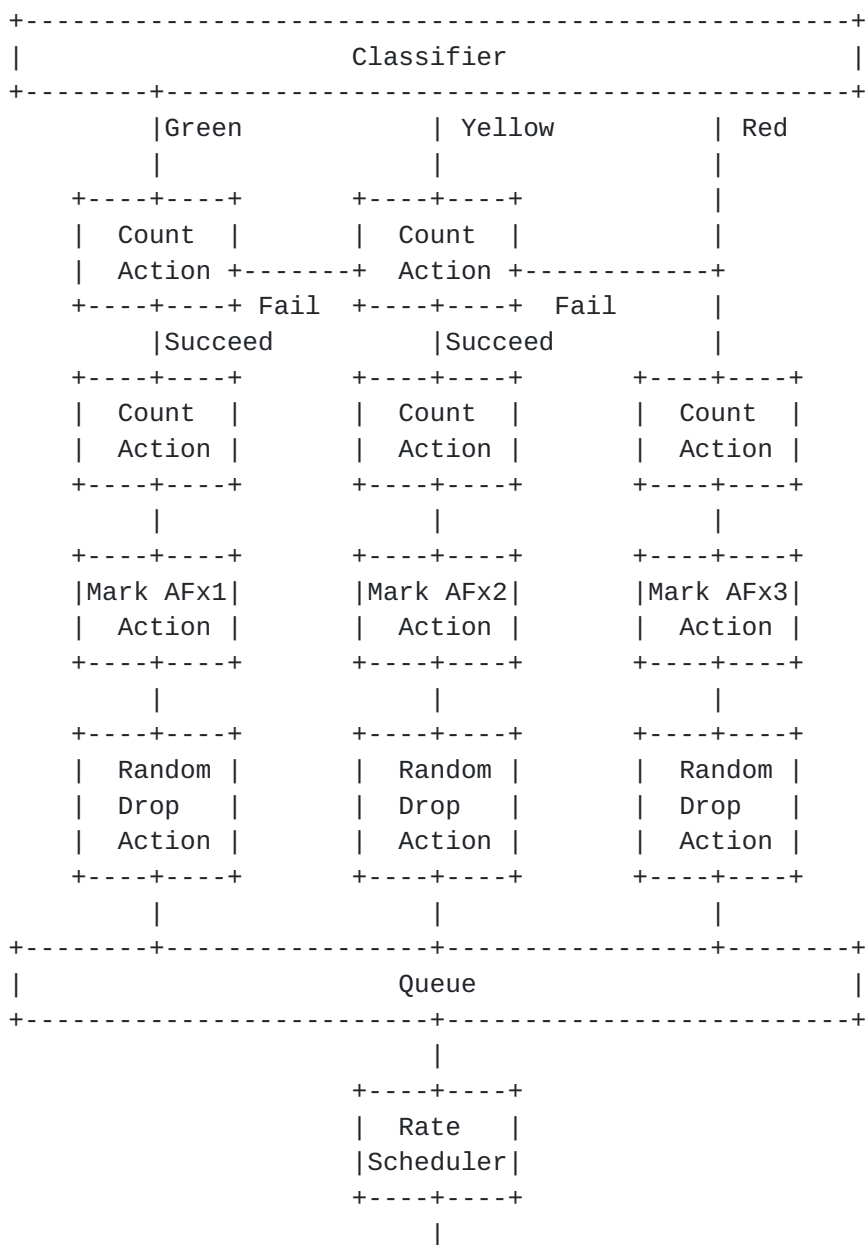 Classifier
Green Yellow Red
Count Count
Action Action
Fail Fail
Succeed Succeed
Count Count Count
Action Action Action
Mark AFx1 Mark AFx2 Mark AFx3
Action Action Action
Random Random Random
Drop Drop Drop
Action Action Action
Queue
Rate
Scheduler